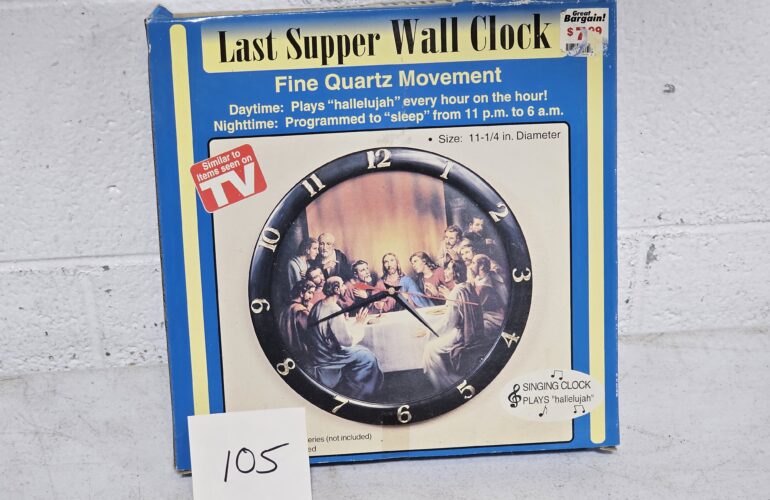 Great
Bargain!
Last Supper Wall Clock
Fine Quartz Movement
Daytime: Plays "hallelujah" every hour on the hour!
Nighttime: Programmed to "sleep" from 11 p.m. to 6 a.m.
• Size: 11-1/4 in. Diameter
Similar to
Items seen on
TV
12
1
2
3
4
5
6
7
8
9
10
11
SINGING CLOCK
PLAYS "hallelujah"
(not included)
105